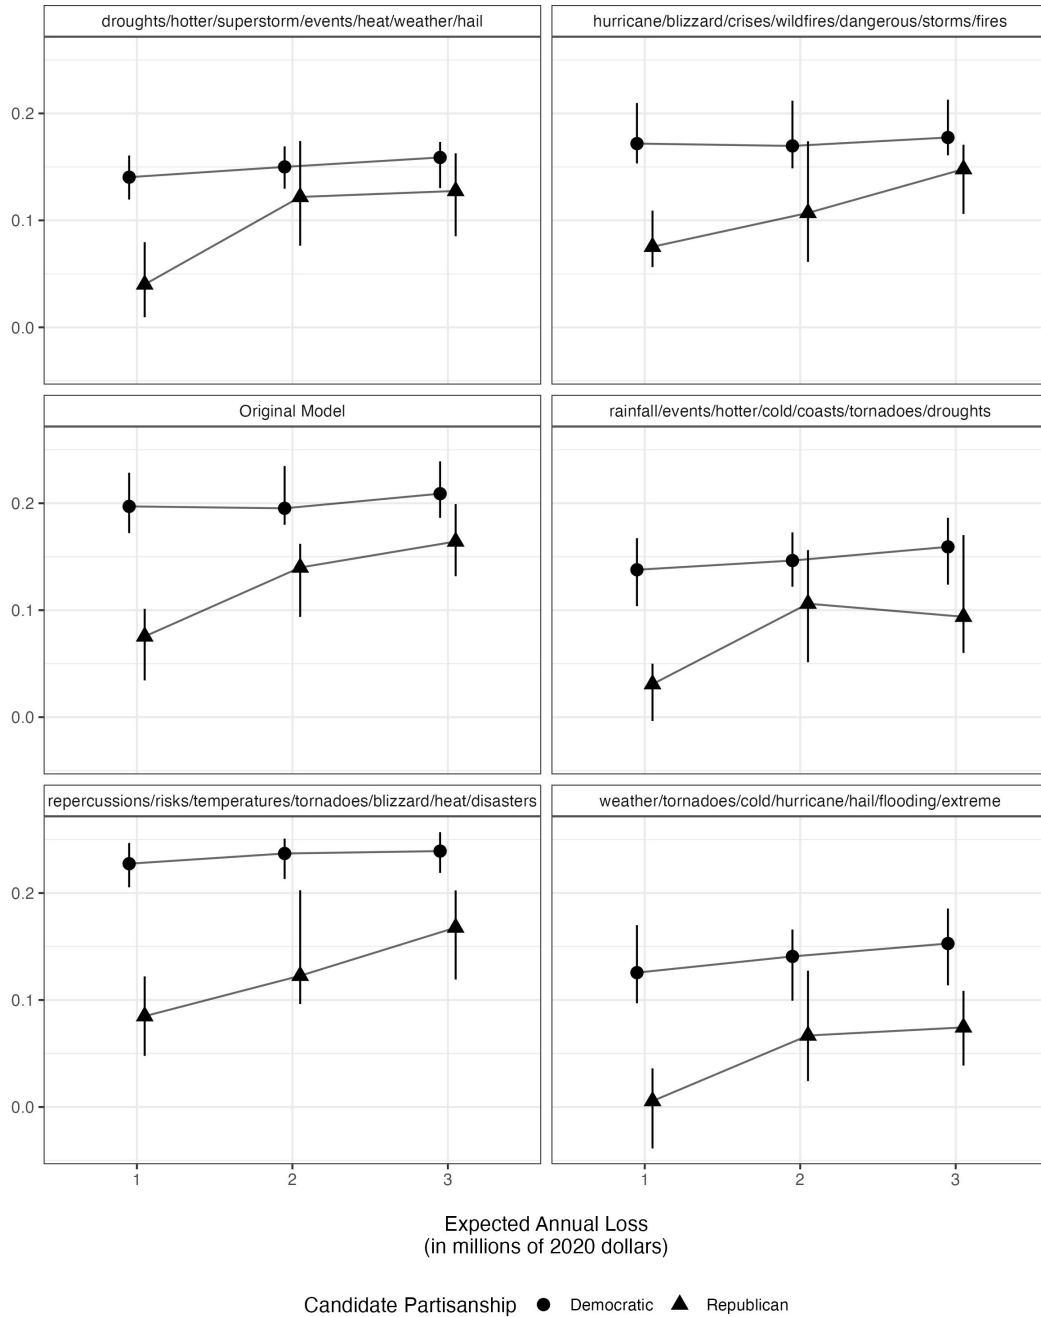 droughts/hotter/superstorm/events/heat/weather/hail
hurricane/blizzard/crises/wildfires/dangerous/storms/fires
0.2
0.1
0.0
Original Model
rainfall/events/hotter/cold/coasts/tornadoes/droughts
0.2
0.1
0.0
repercussions/risks/temperatures/tornadoes/blizzard/heat/disasters
weather/tornadoes/cold/hurricane/hail/flooding/extreme
0.2
0.1
0.0
1 2 3 1 2 3
Expected Annual Loss
(in millions of 2020 dollars)
Candidate Partisanship Democratic Republican